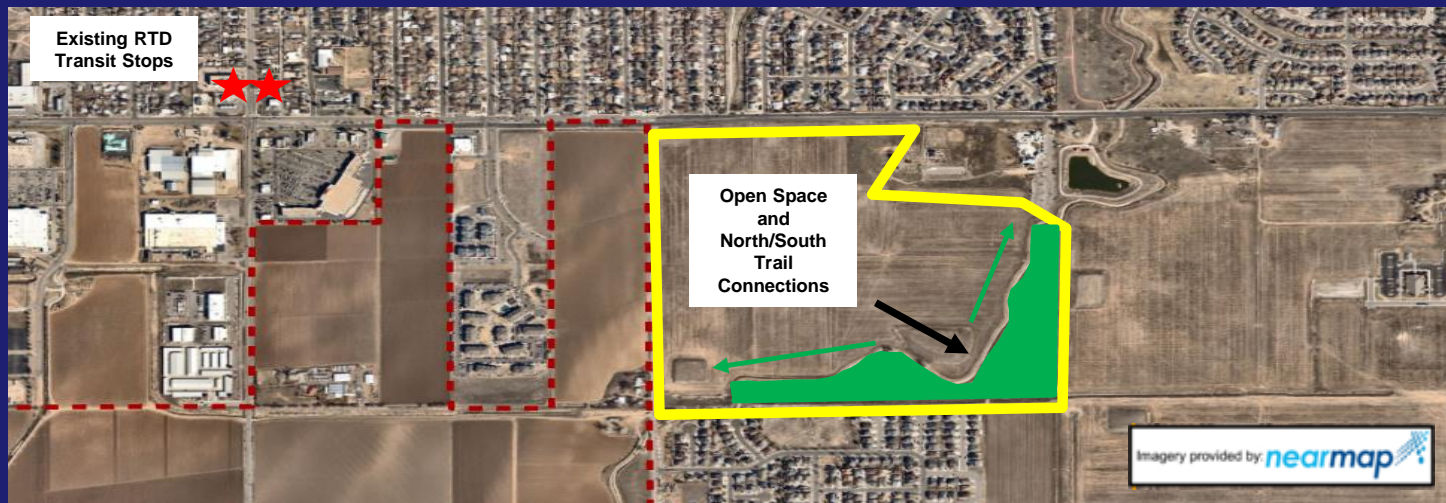 Existing RTD
Transit Stops
Open Space
and
North/South
Trail
Connections
Imagery provided by: nearmap